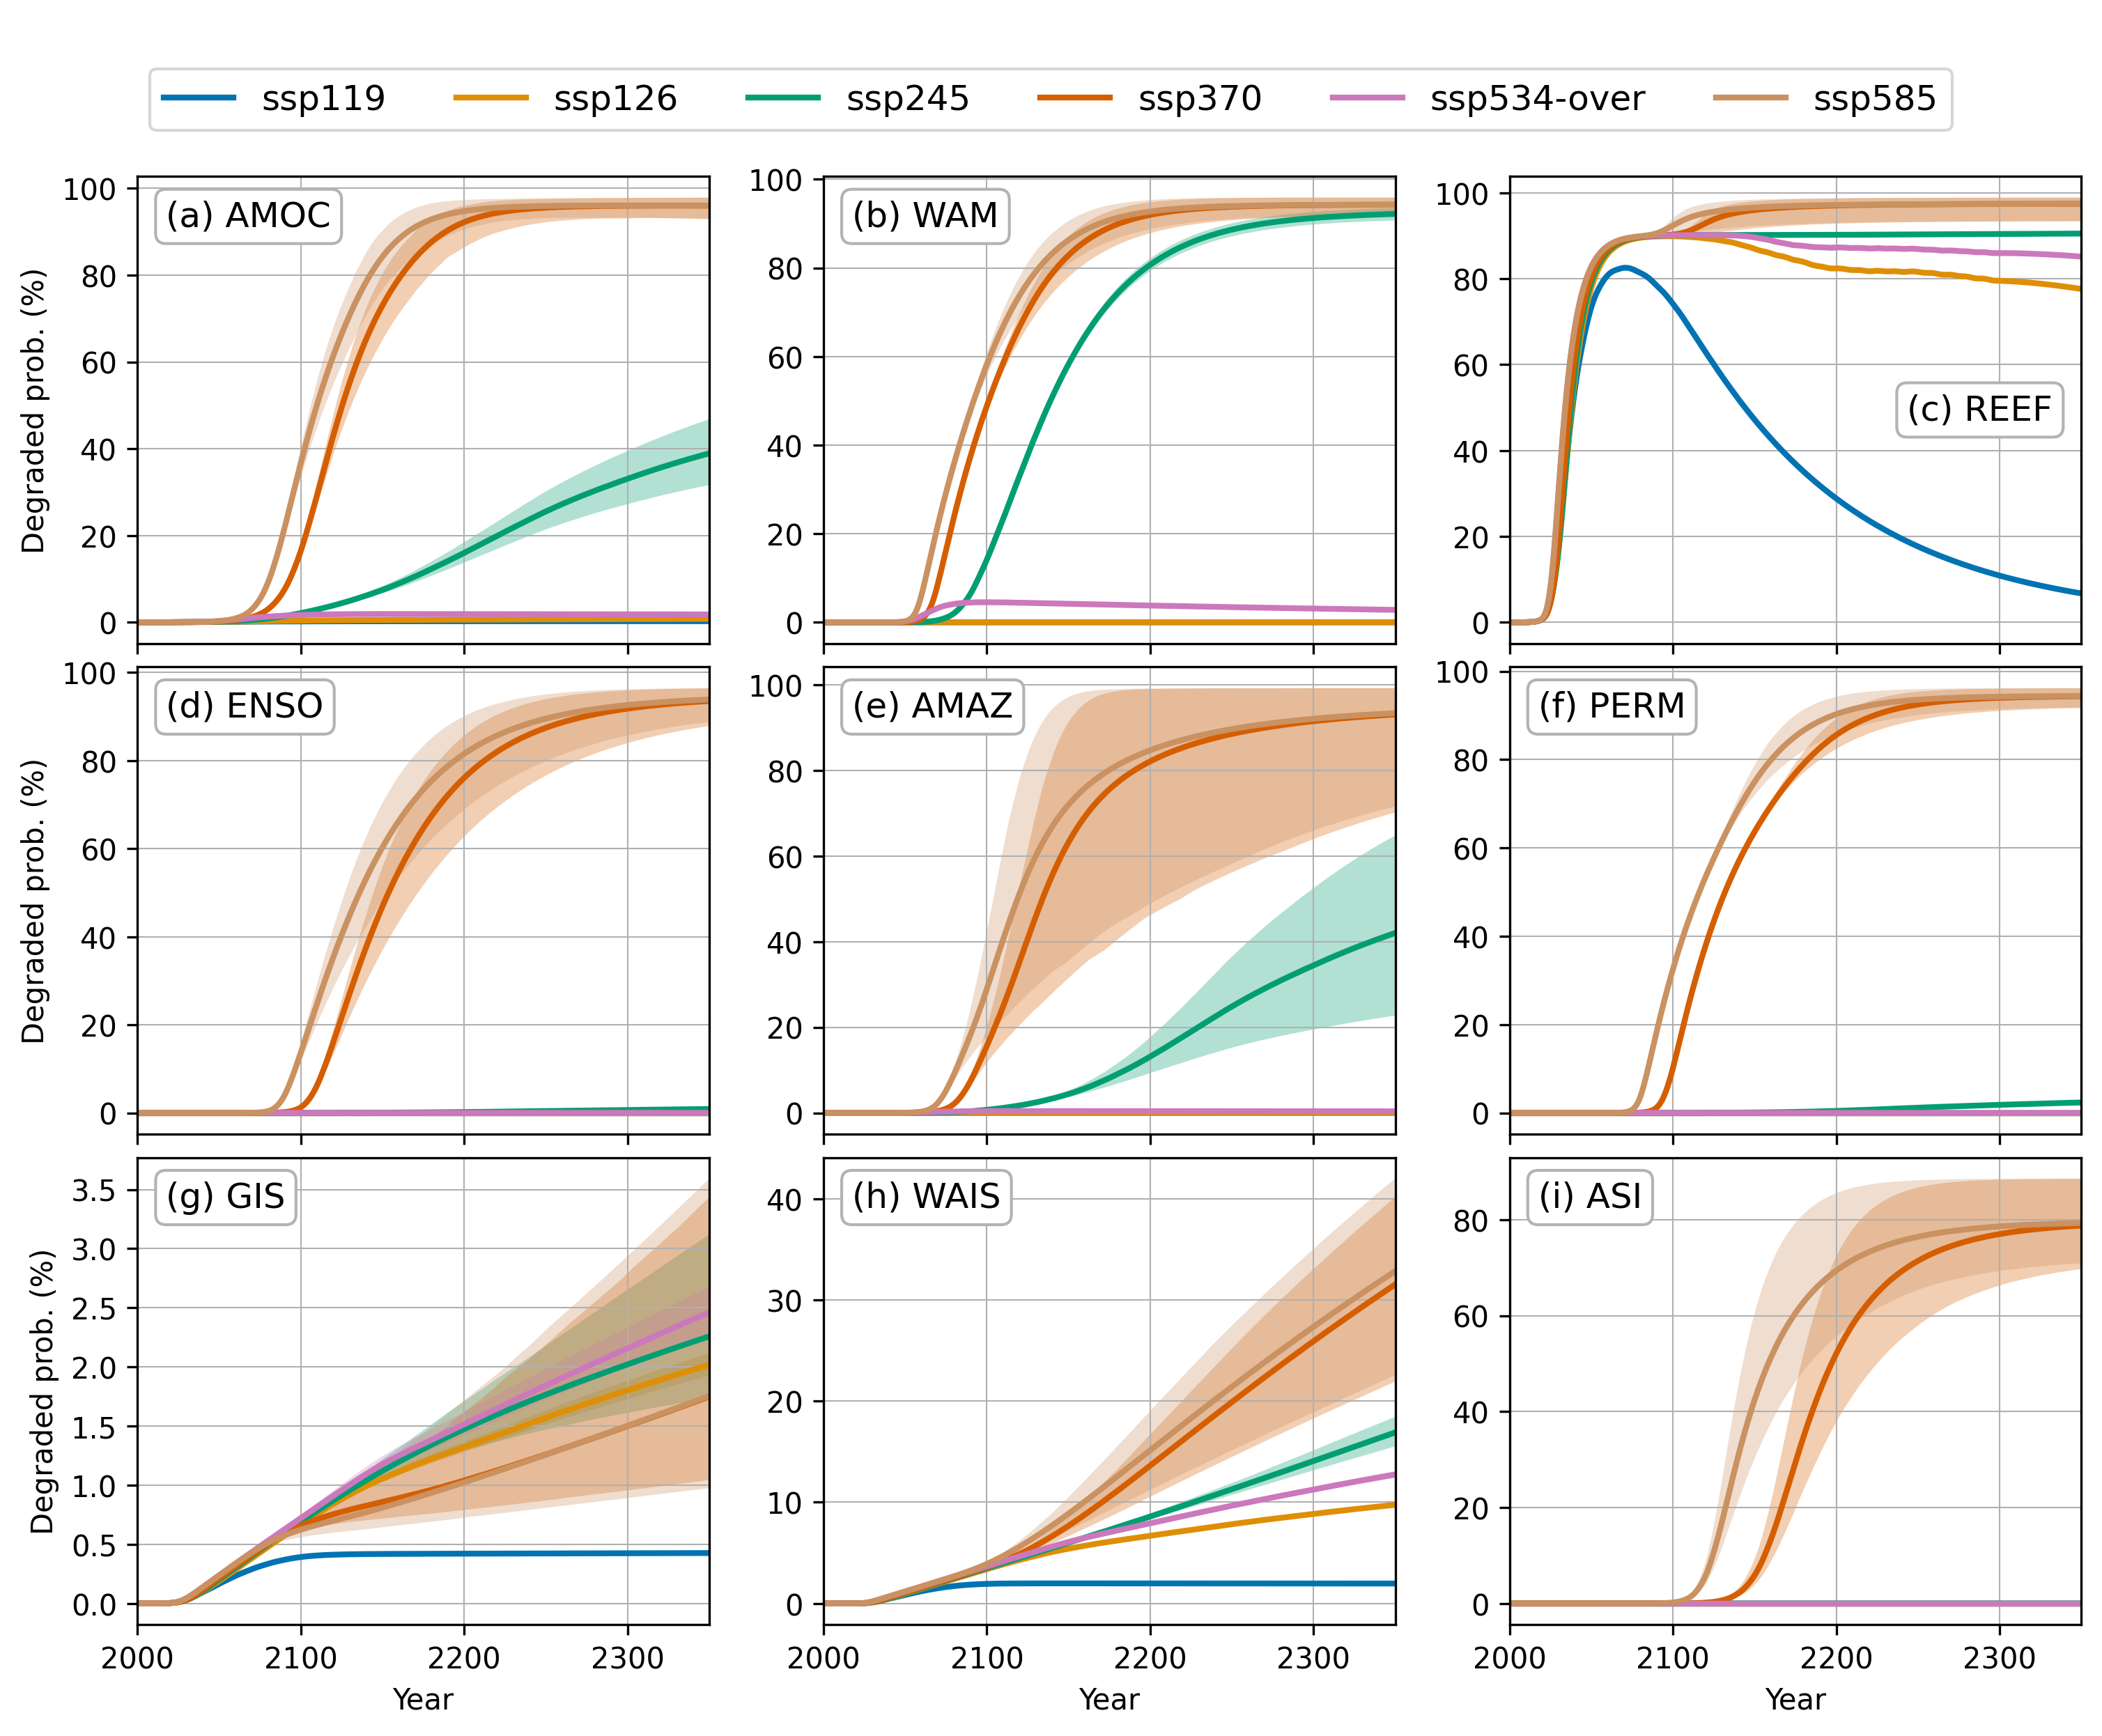 ssp119 ssp126 ssp245 ssp370 ssp534-over ssp585
Degraded prob. (%)
100
80
60
40
20
0
(a) AMOC
100
80
60
40
20
0
(b) WAM
100
80
60
40
20
0
(c) REEF
Degraded prob. (%)
100
80
60
40
20
0
(d) ENSO
100
80
60
40
20
0
(e) AMAZ
100
80
60
40
20
0
(f) PERM
Degraded prob. (%)
3.5
3.0
2.5
2.0
1.5
1.0
0.5
0.0
(g) GIS
2000 2100 2200 2300
Year
40
30
20
10
0
(h) WAIS
2000 2100 2200 2300
Year
80
60
40
20
0
(i) ASI
2000 2100 2200 2300
Year